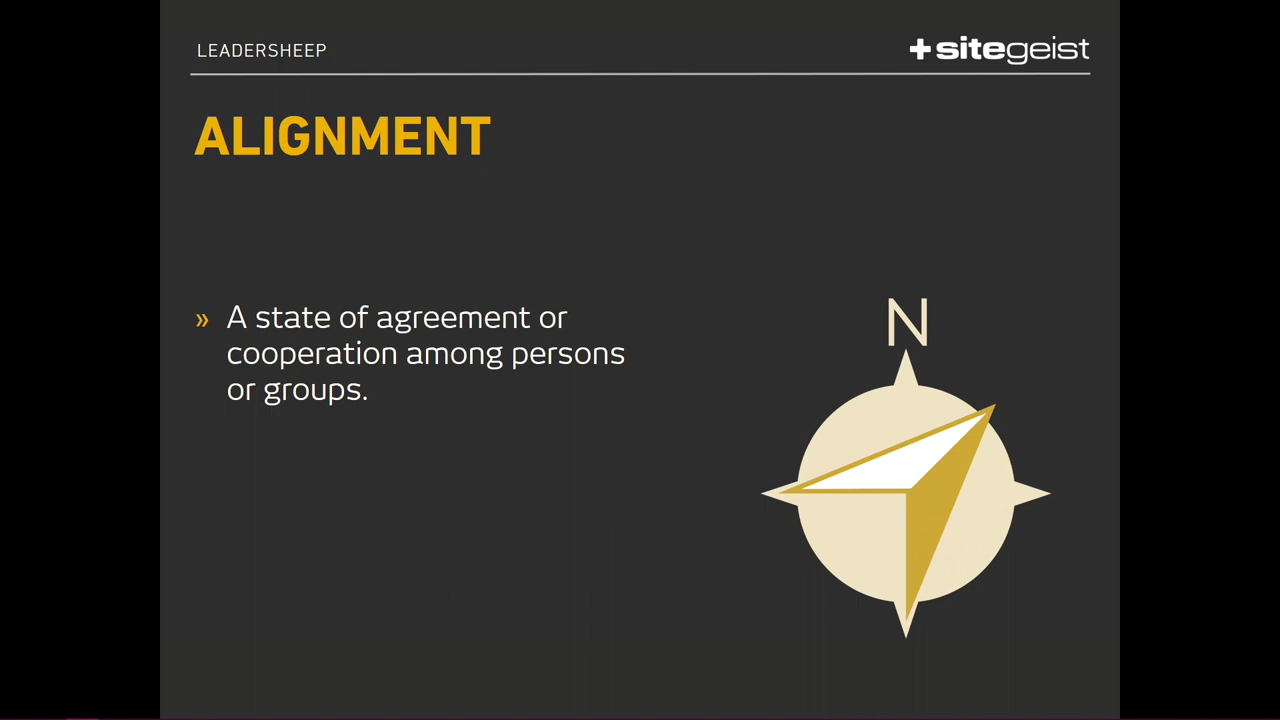 LEADERSHEEP
+sitegeist
ALIGNMENT
» A state of agreement or
cooperation among persons
or groups.
N